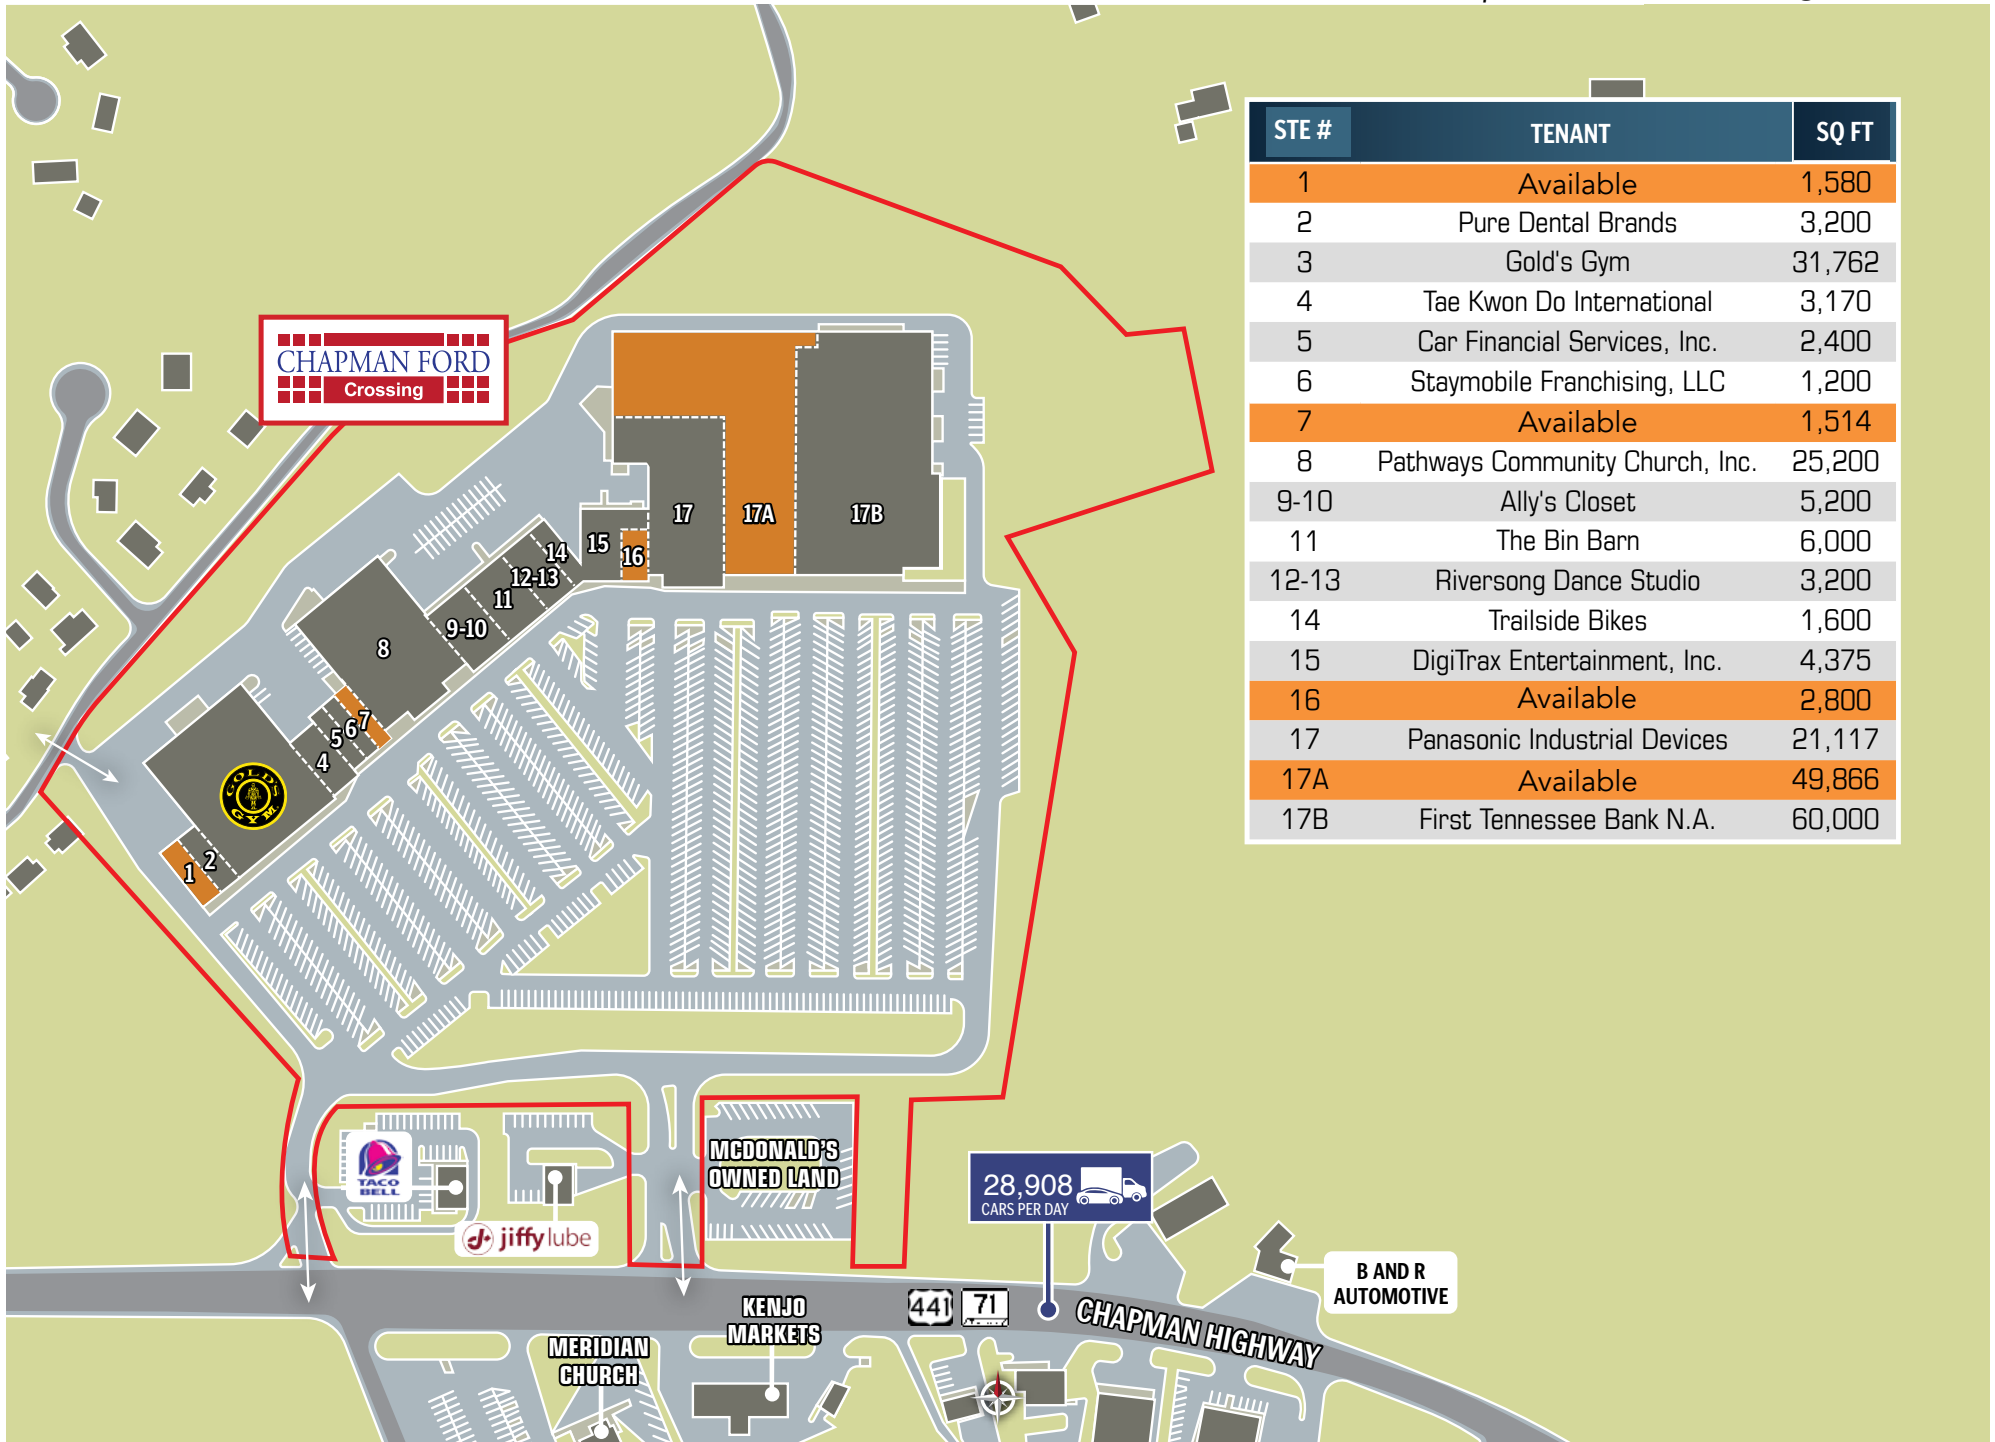 STE # TENANT SQ FT
1 Available 1,580
2 Pure Dental Brands 3,200
3 Gold's Gym 31,762
4 Tae Kwon Do International 3,170
5 Car Financial Services, Inc. 2,400
6 Staymobile Franchising, LLC 1,200
7 Available 1,514
8 Pathways Community Church, Inc. 25,200
9-10 Ally's Closet 5,200
11 The Bin Barn 6,000
12-13 Riversong Dance Studio 3,200
14 Trailside Bikes 1,600
15 DigiTrax Entertainment, Inc. 4,375
16 Available 2,800
17 Panasonic Industrial Devices 21,117
17A Available 49,866
17B First Tennessee Bank N.A. 60,000
CHAPMAN FORD
Crossing
17
17A
17B
15
16
14
12-13
11
9-10
8
7
6
5
4
GOLD'S
GYM
2
1
TACO
BELL
jiffylube
MCDONALD'S
OWNED LAND
28,908
CARS PER DAY
B AND R
AUTOMOTIVE
441
71
CHAPMAN HIGHWAY
KENJO
MARKETS
MERIDIAN
CHURCH